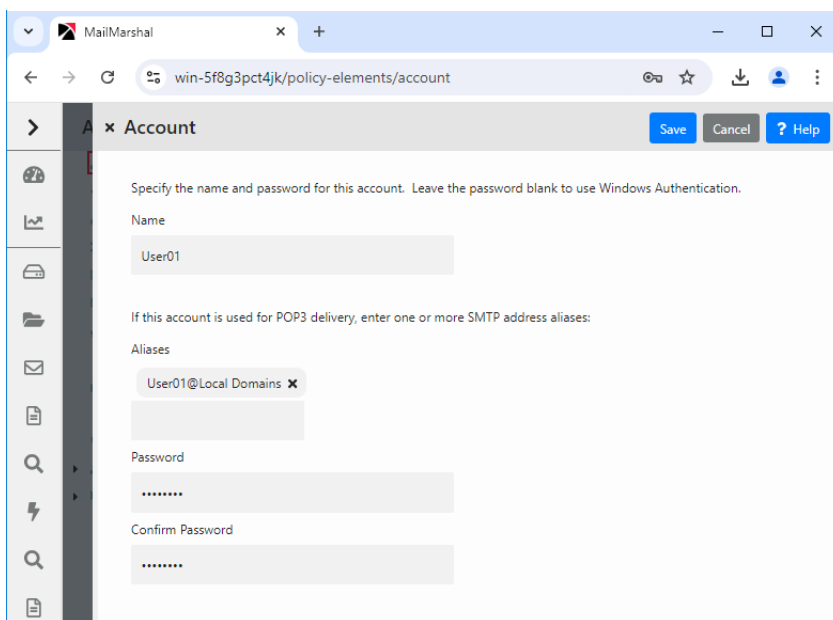 MailMarshal
win-5f8g3pct4jk/policy-elements/account
Account
Save
Cancel
? Help
Specify the name and password for this account. Leave the password blank to use Windows Authentication.
Name
User01
If this account is used for POP3 delivery, enter one or more SMTP address aliases:
Aliases
User01@Local Domains
Password
••••••••
Confirm Password
••••••••